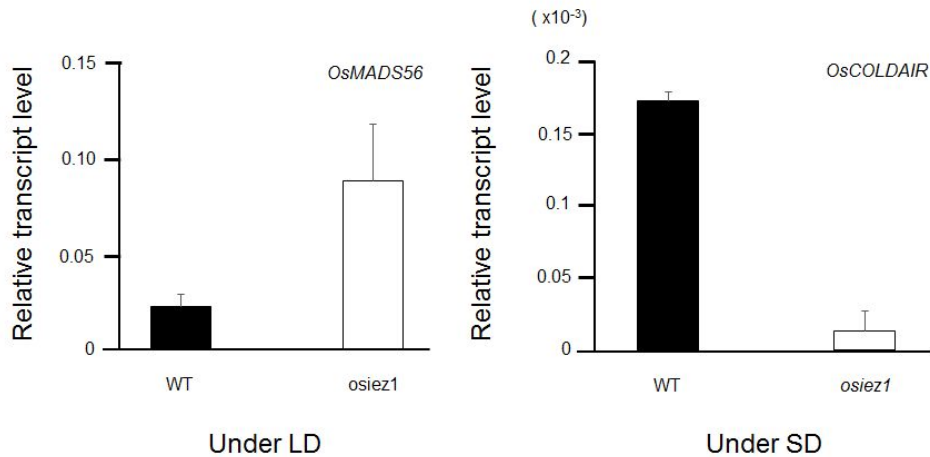 Relative transcript level
0.15
0.10
0.05
0
OsMADS56
WT
osiez1
Under LD
( x10-3)
Relative transcript level
0.2
0.15
0.1
0.05
0
OsCOLDAIR
WT
osiez1
Under SD